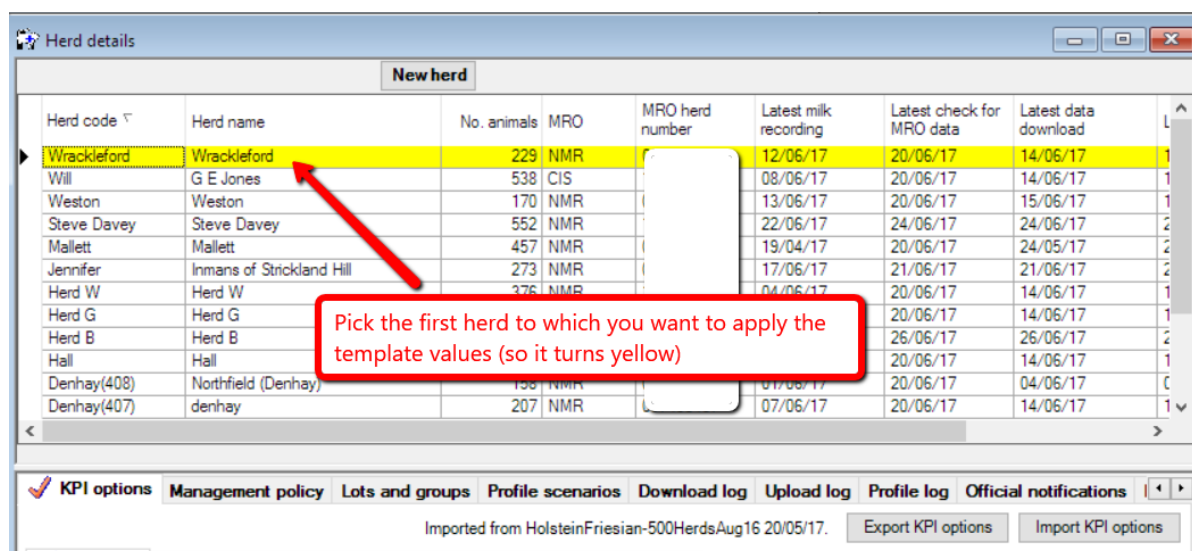 Herd details
New herd
Herd code Herd name No. animals MRO MRO herd number Latest milk recording Latest check for MRO data Latest data download
Wrackleford Wrackleford 229 NMR 12/06/17 20/06/17 14/06/17
Will G E Jones 538 CIS 08/06/17 20/06/17 14/06/17
Weston Weston 170 NMR 13/06/17 20/06/17 15/06/17
Steve Davey Steve Davey 552 NMR 22/06/17 24/06/17 24/06/17
Mallett Mallett 457 NMR 19/04/17 20/06/17 24/05/17
Jennifer Inmans of Strickland Hill 273 NMR 17/06/17 21/06/17 21/06/17
Herd W Herd W 376 NMR 04/06/17 20/06/17 14/06/17
Herd G Herd G 20/06/17 14/06/17
Herd B Herd B 26/06/17 26/06/17
Hall Hall 20/06/17 14/06/17
Denhay(408) Northfield (Denhay) 158 NMR 01/06/17 20/06/17 04/06/17
Denhay(407) denhay 207 NMR 07/06/17 20/06/17 14/06/17
Pick the first herd to which you want to apply the
template values (so it turns yellow)
KPI options Management policy Lots and groups Profile scenarios Download log Upload log Profile log Official notifications
Imported from HolsteinFriesian-500HerdsAug16 20/05/17. Export KPI options Import KPI options